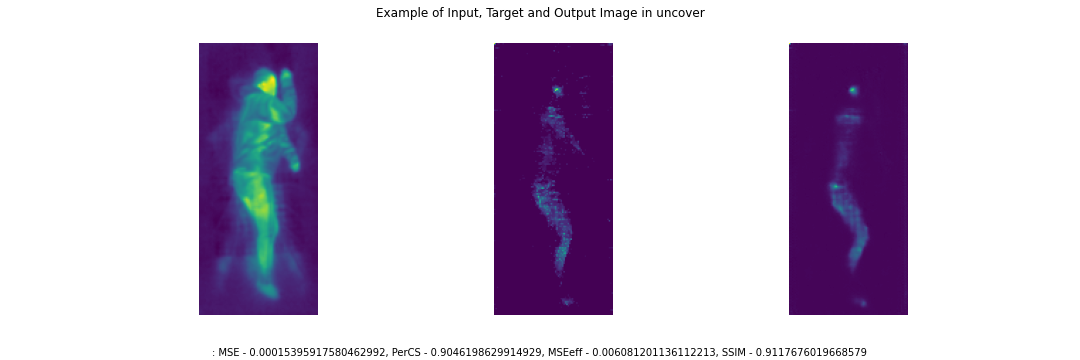 Example of Input, Target and Output Image in uncover
: MSE - 0.00015395917580462992, PerCS - 0.9046198629914929, MSEeff - 0.006081201136112213, SSIM - 0.9117676019668579